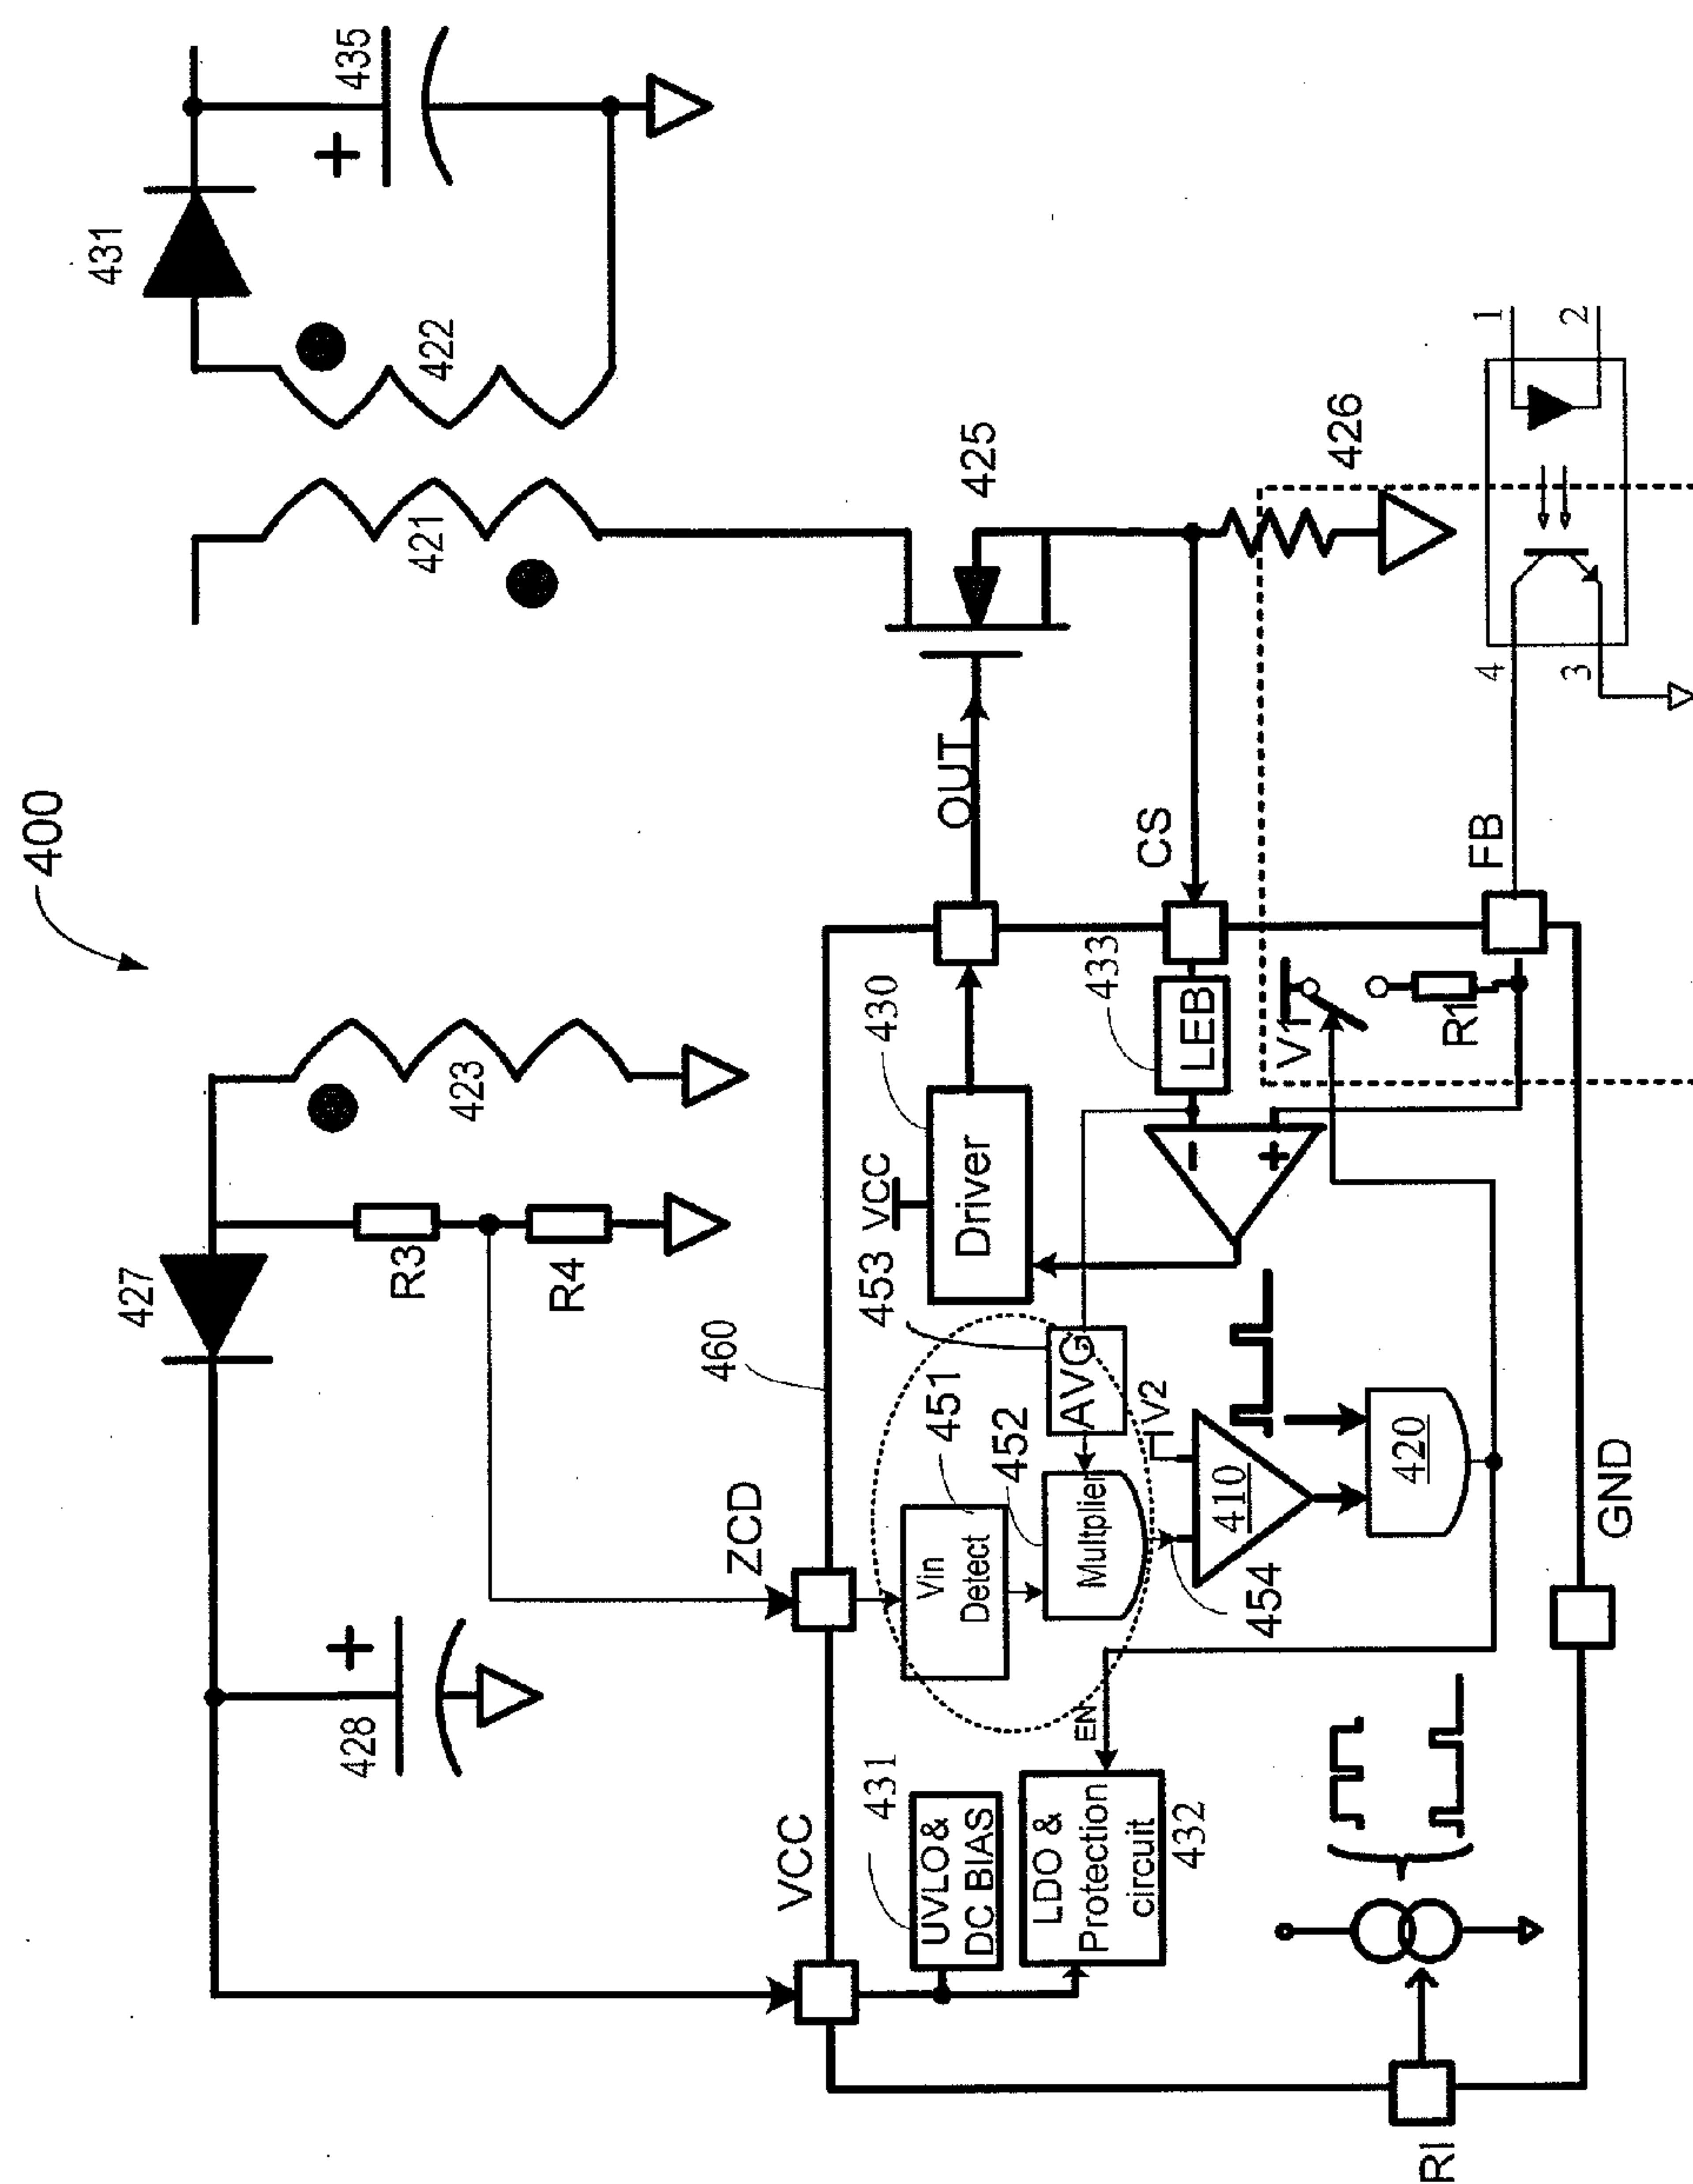 400
427
428
+
R3
R4
423
421
422
431
435
+
425
426
460
VCC
ZCD
OUT
CS
FB
GND
RI
431
UVLO&
DC BIAS
LDO &
Protection
circuit
432
EN
Vin
Detect
451
452
Multplier
453
AVG
454
V2
410
420
VCC
Driver
430
433
LEB
-
+
V1
R1
4
3
1
2